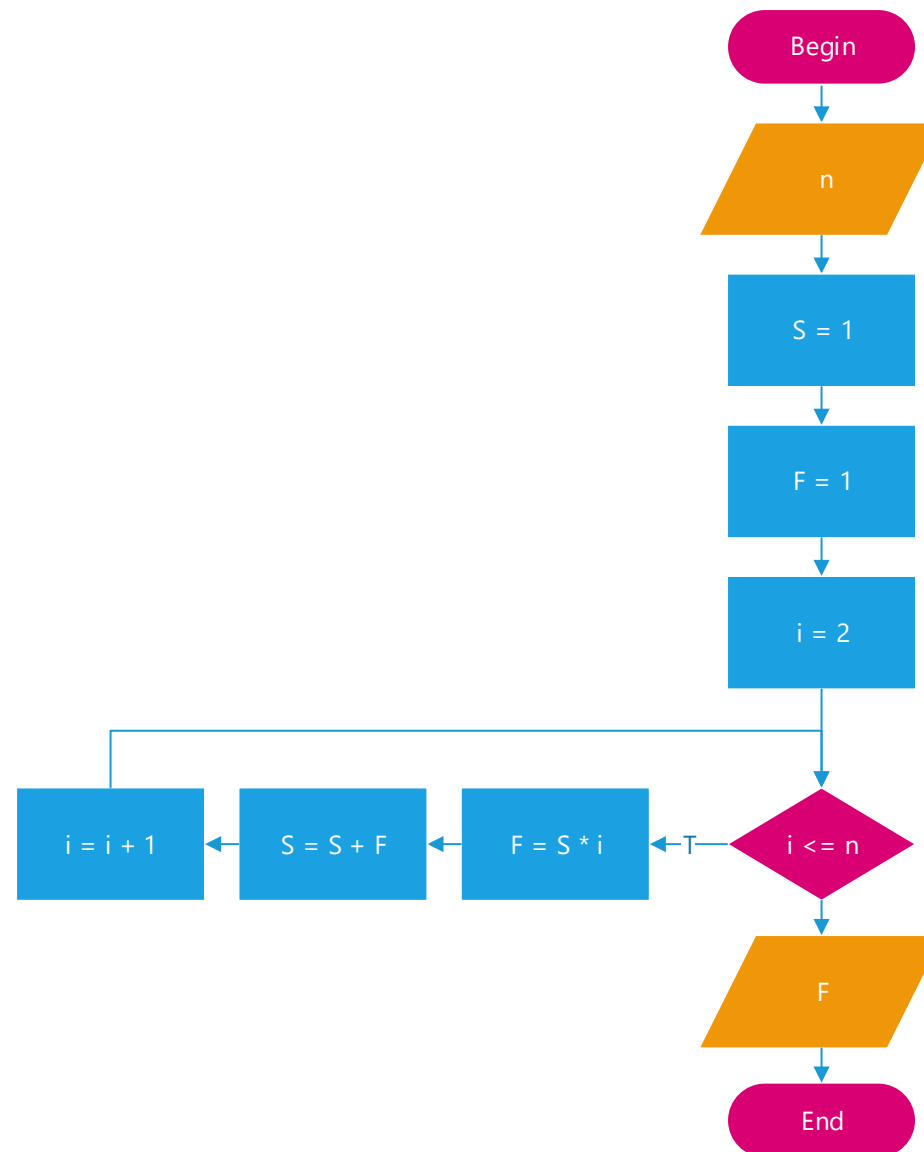 Begin
n
S = 1
F = 1
i = 2
i <= n
T
F = S * i
S = S + F
i = i + 1
F
End